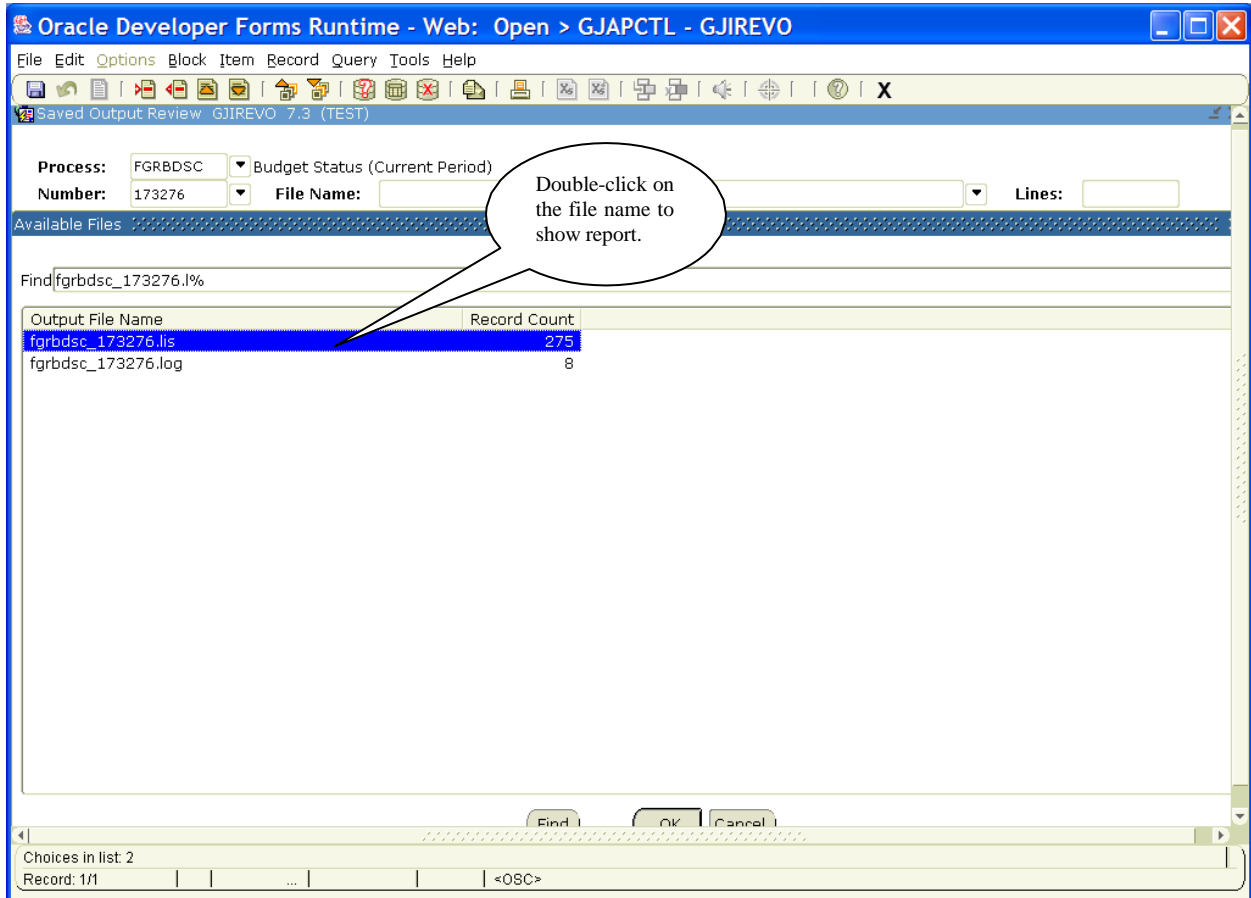 Oracle Developer Forms Runtime - Web: Open > GJAPCTL - GJIREVO
File Edit Options Block Item Record Query Tools Help
Saved Output Review GJIREVO 7.3 (TEST)
Process: FGRBDSC Budget Status (Current Period)
Number: 173276 File Name: Lines:
Double-click on
the file name to
show report.
Available Files
Find fgrbdsc_173276.l%
Output File Name Record Count
fgrbdsc_173276.lis 275
fgrbdsc_173276.log 8
Find OK Cancel
Choices in list: 2
Record: 1/1 ... <OSC>